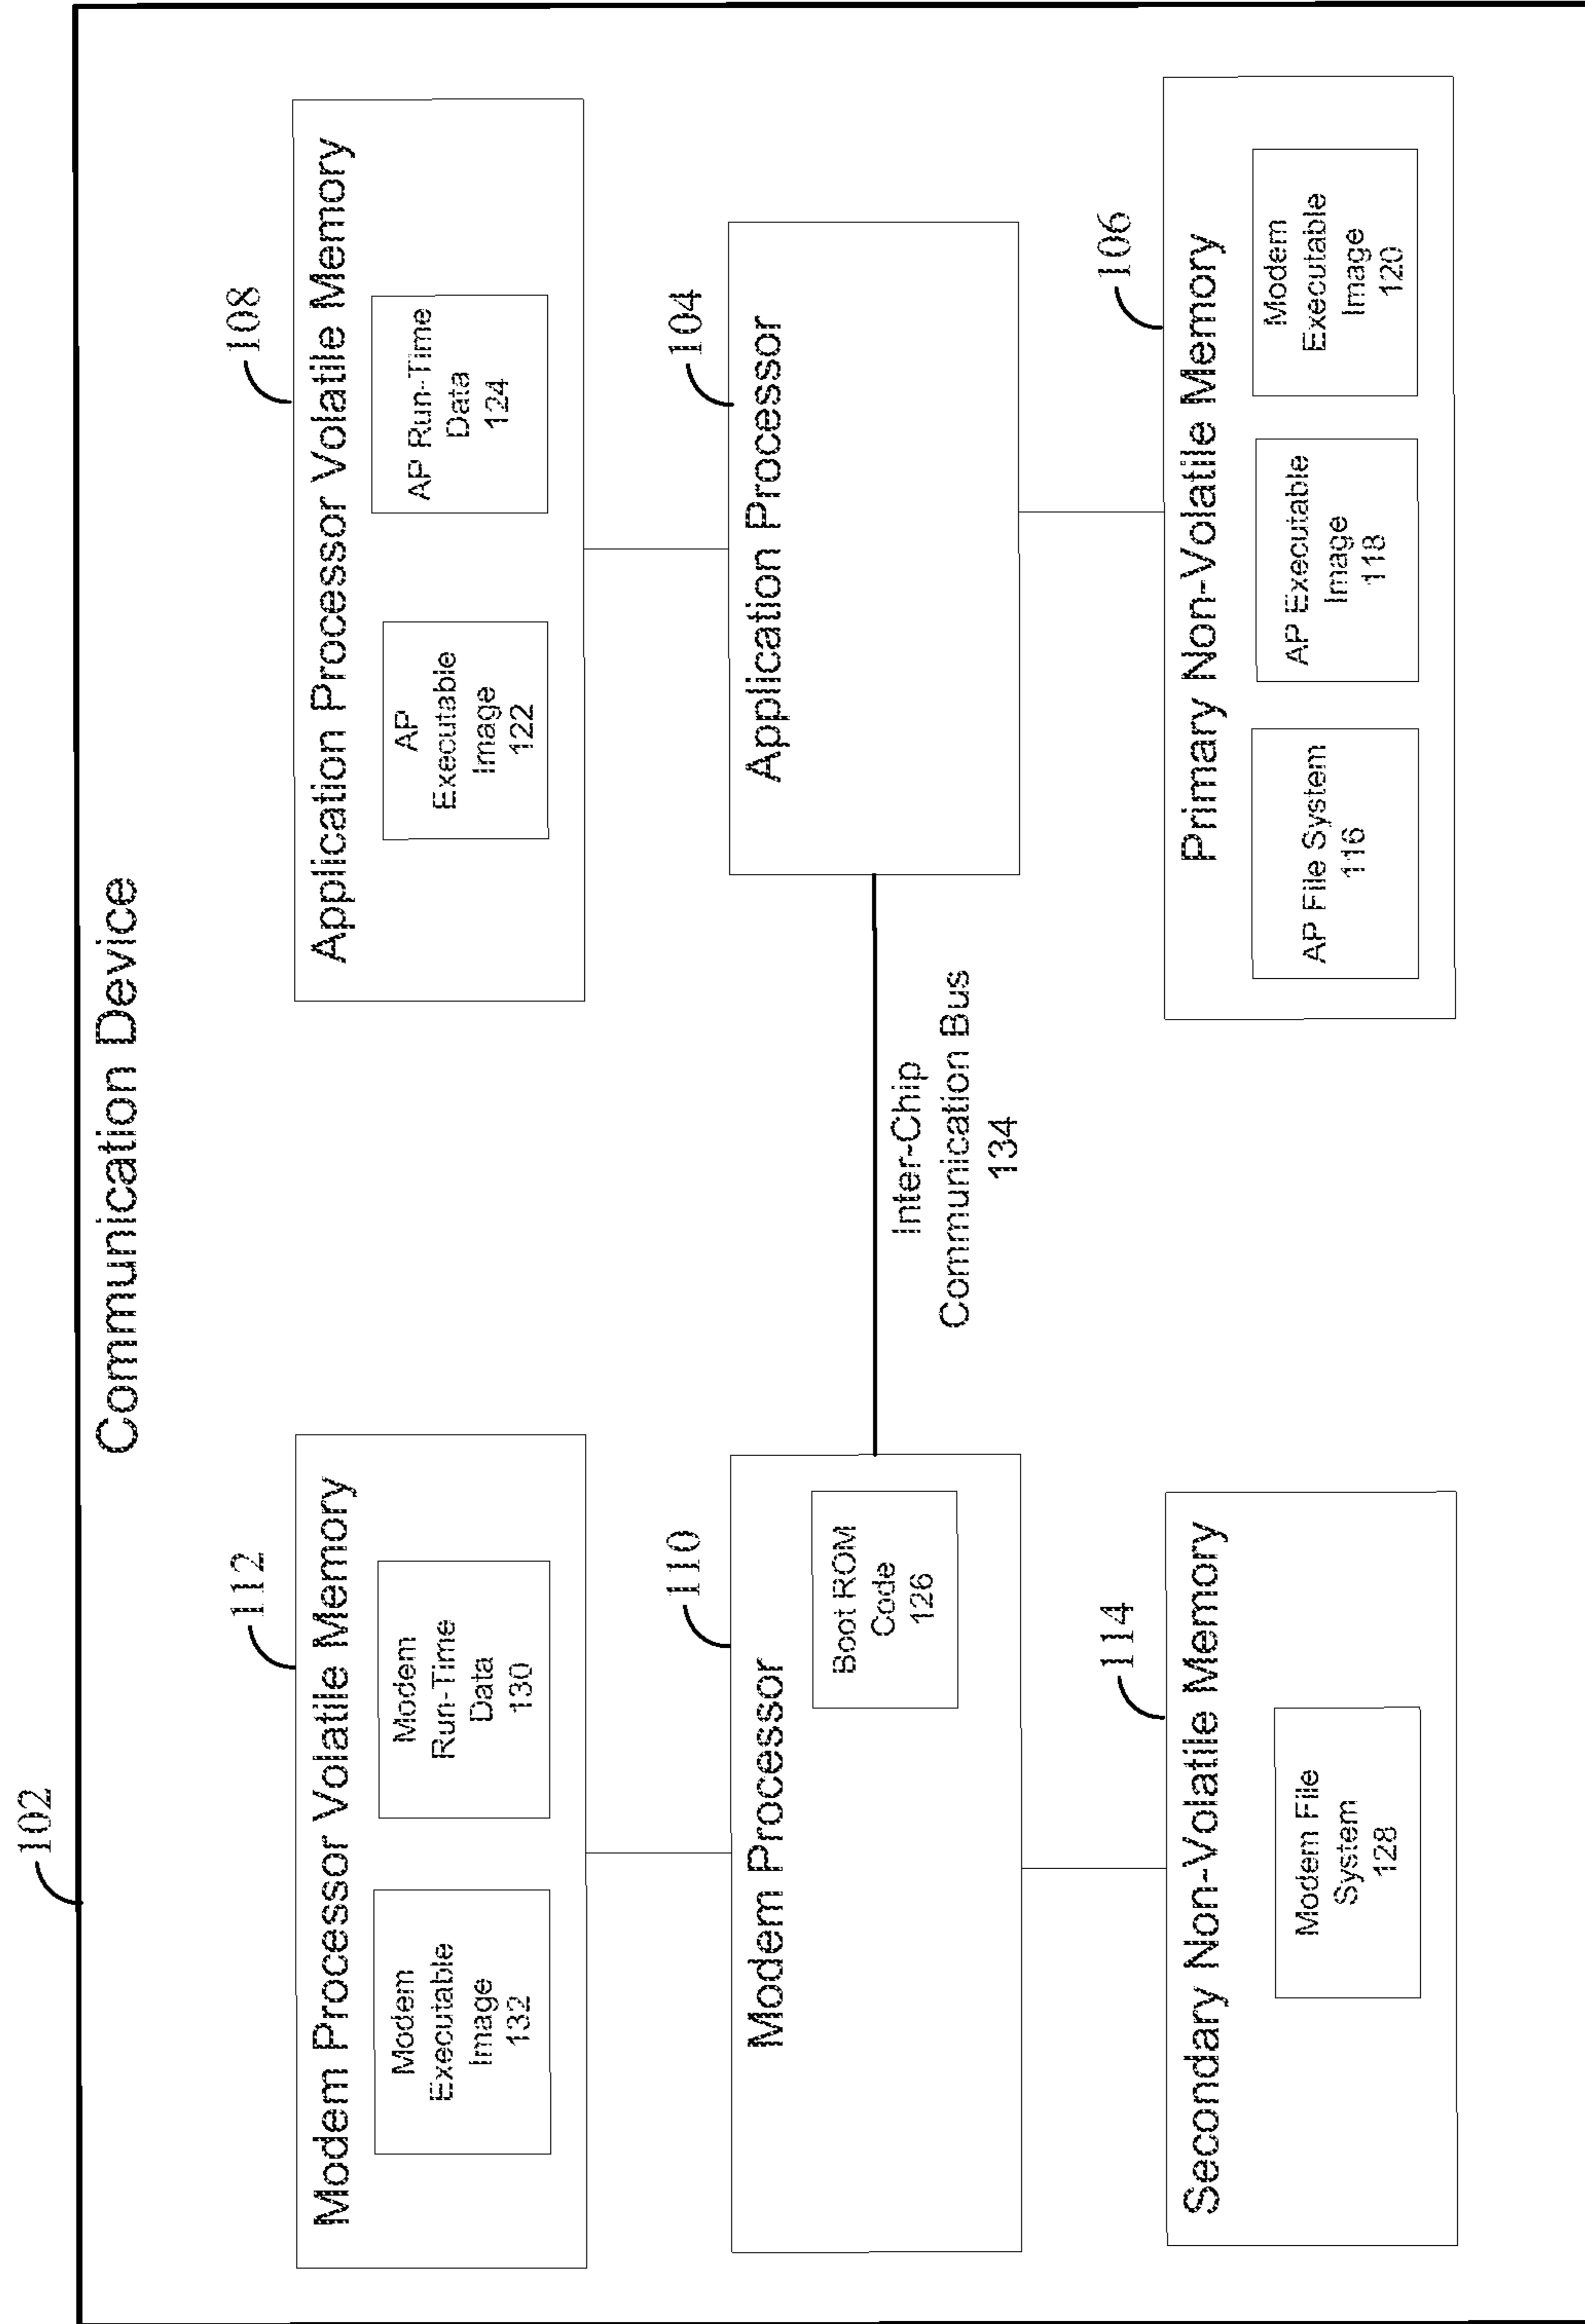 102
Communication Device
112
Modem Processor Volatile Memory
Modem
Executable
Image
132
Modem
Run-Time
Data
130
108
Application Processor Volatile Memory
AP
Executable
Image
122
AP Run-Time
Data
124
110
Modem Processor
Boot ROM
Code
126
Inter-Chip
Communication Bus
134
104
Application Processor
114
Secondary Non-Volatile Memory
Modem File
System
128
106
Primary Non-Volatile Memory
AP File System
116
AP Executable
Image
118
Modem
Executable
Image
120